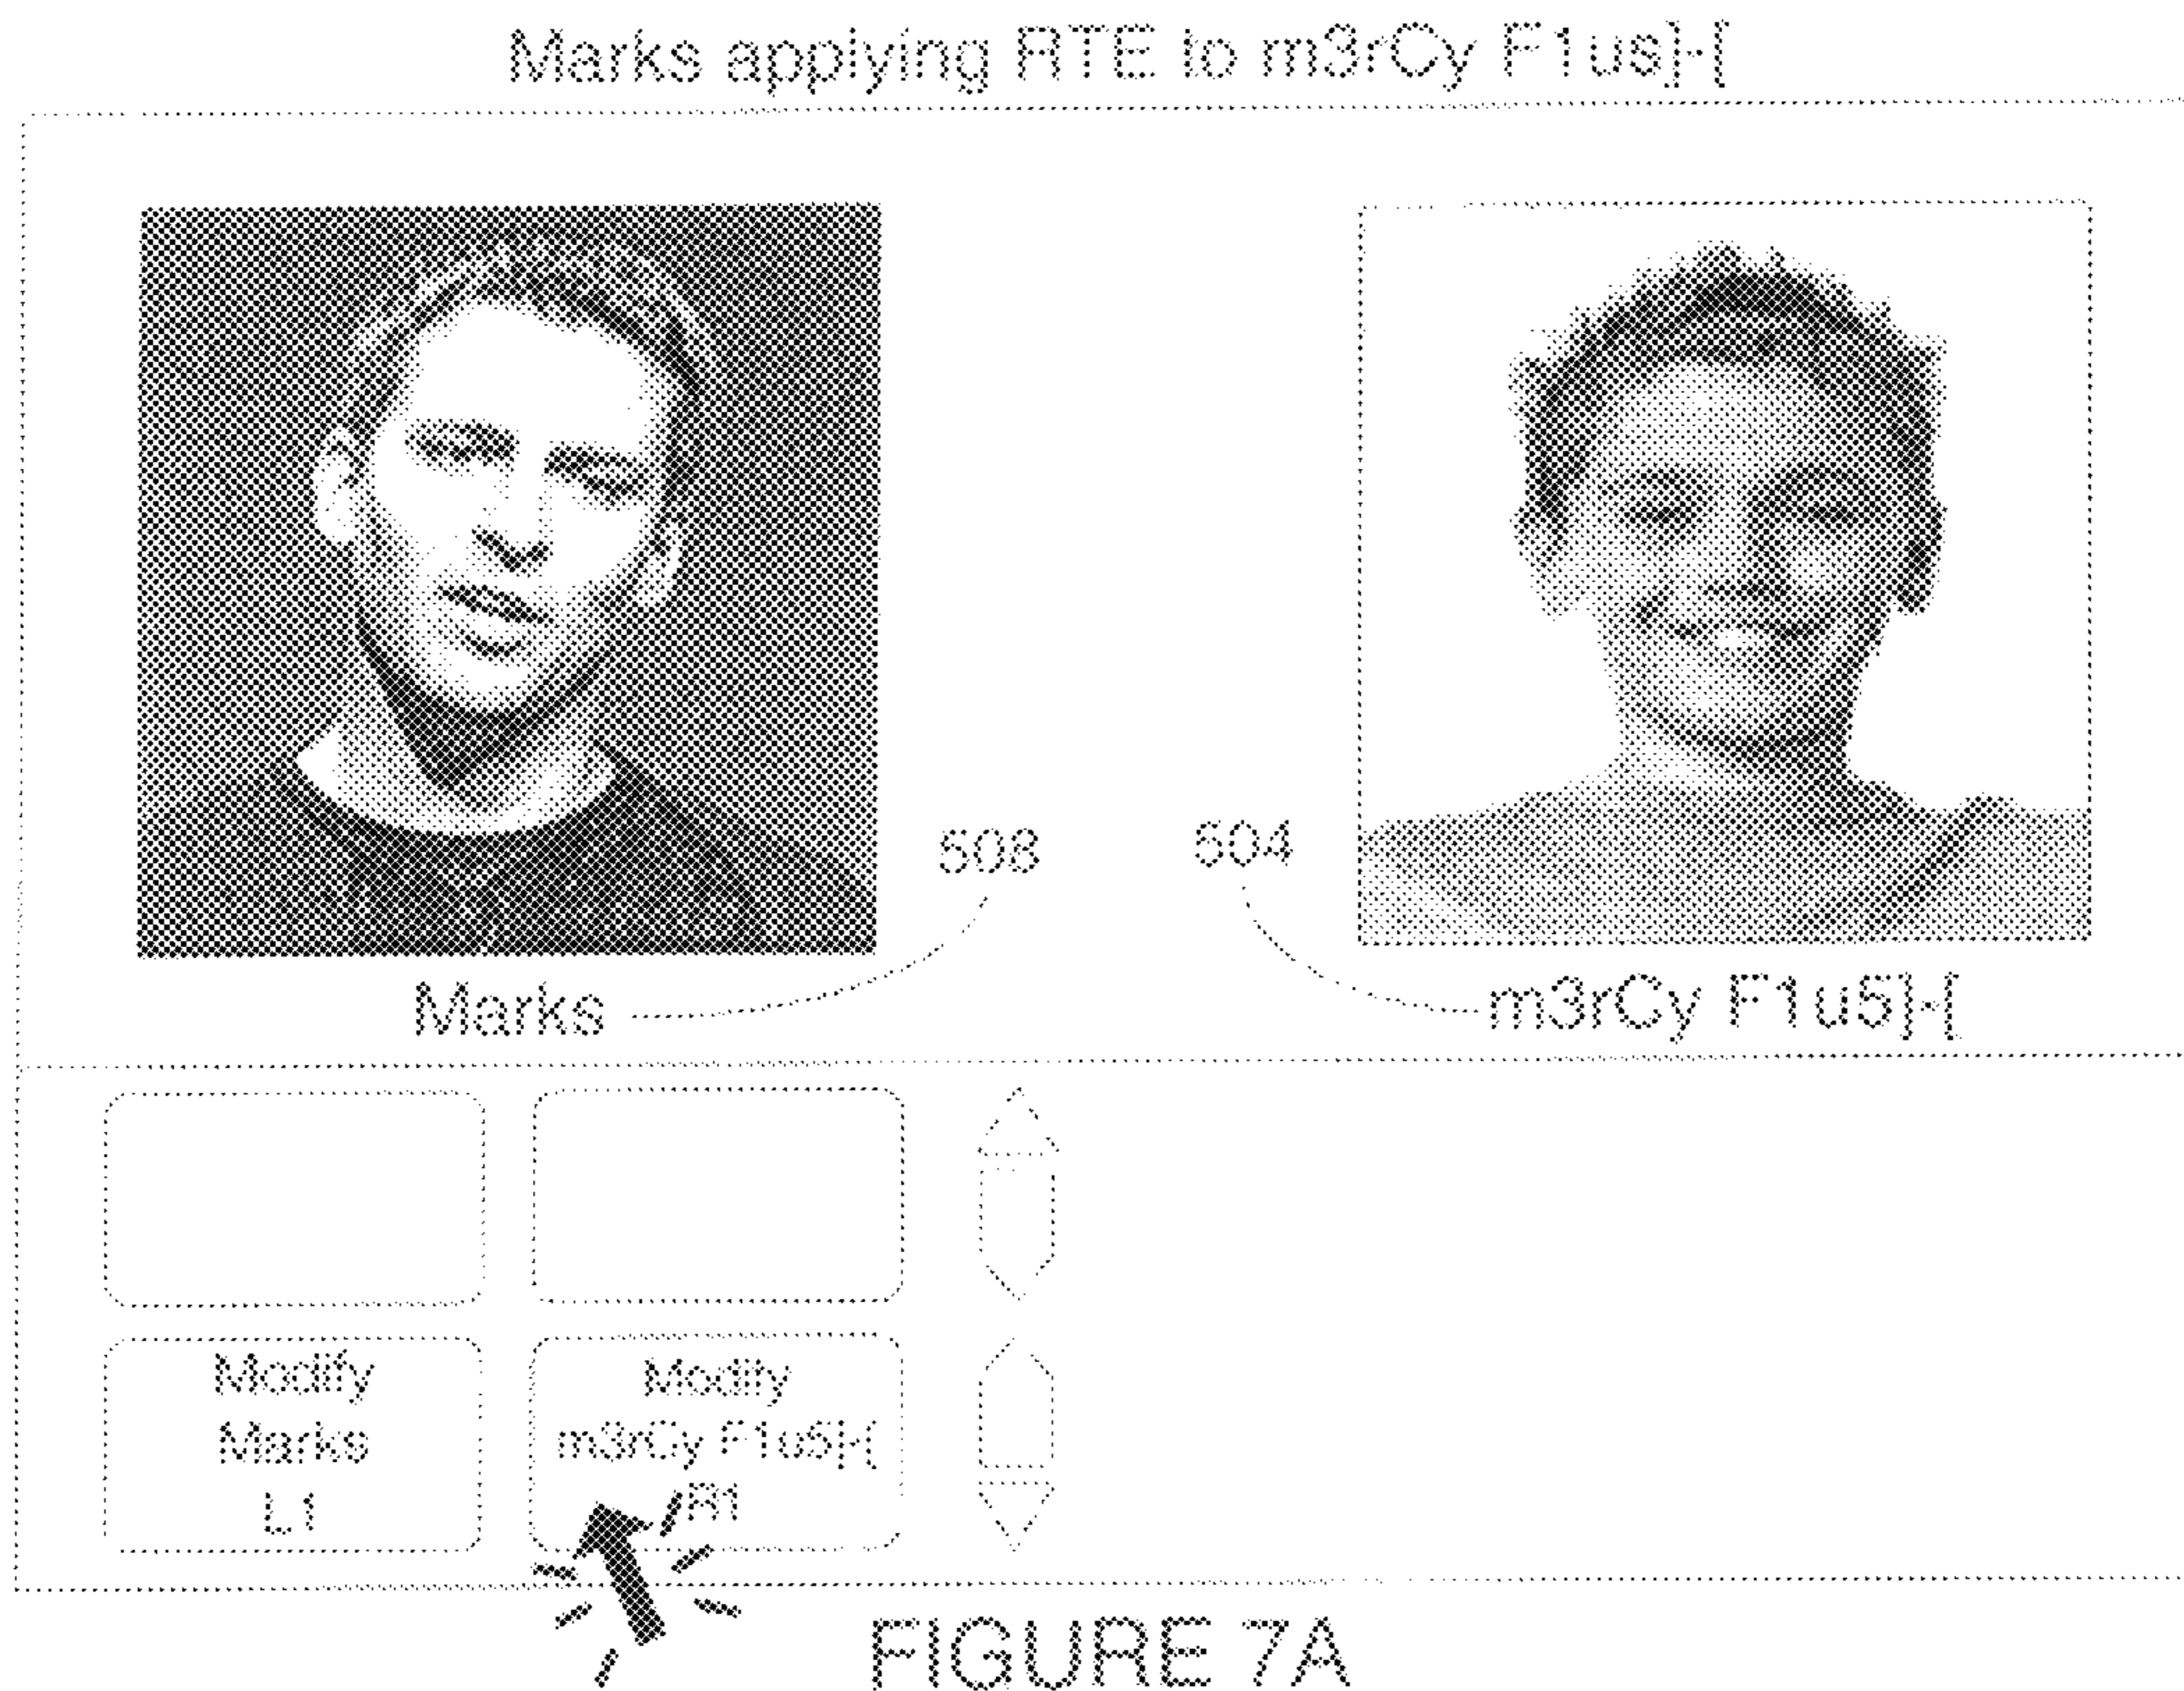 Marks applying RTE to m3rCy F1us]-[
508
504
Marks
m3rCy F1u5]-[
Modify
Marks
L1
Modify
m3rCy F1u5]-[
R1
FIGURE 7A